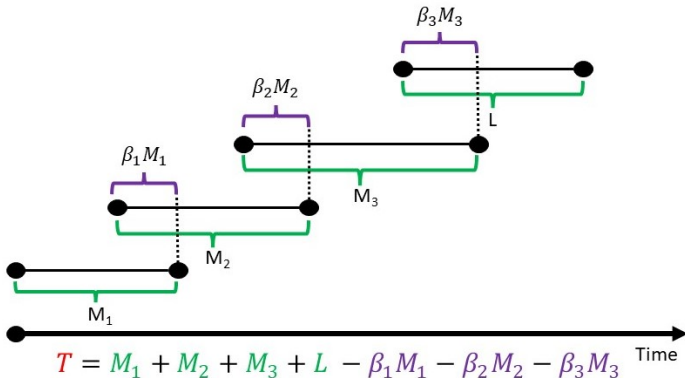 β₃M₃
β₂M₂
L
β₁M₁
M₃
M₂
M₁
Time
T = M₁ + M₂ + M₃ + L − β₁M₁ − β₂M₂ − β₃M₃